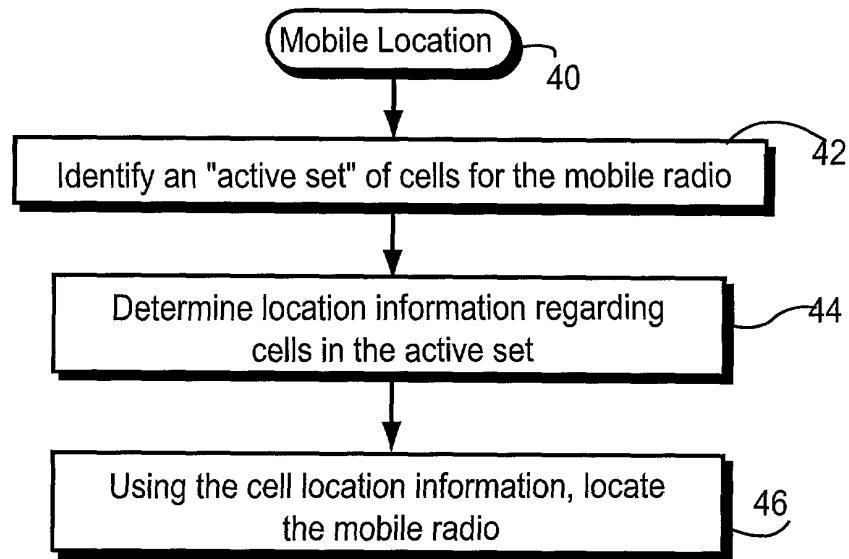 Mobile Location
40
Identify an "active set" of cells for the mobile radio
42
Determine location information regarding
cells in the active set
44
Using the cell location information, locate
the mobile radio
46